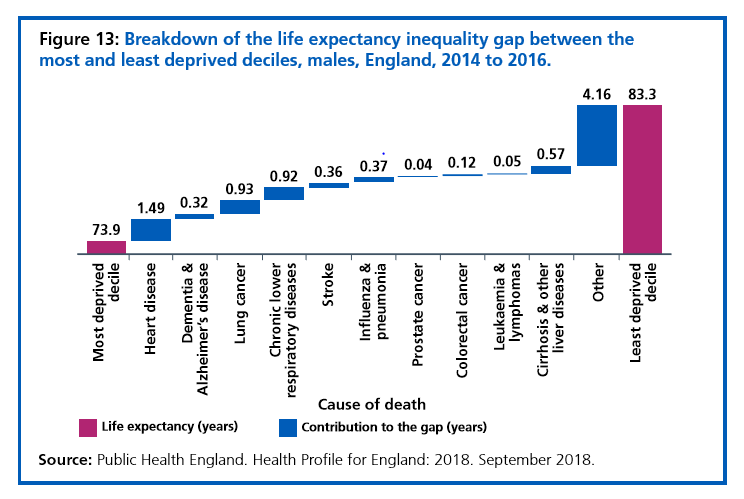 Figure 13: Breakdown of the life expectancy inequality gap between the
most and least deprived deciles, males, England, 2014 to 2016.
73.9
1.49
0.32
0.93
0.92
0.36
0.37
0.04
0.12
0.05
0.57
4.16
83.3
Most deprived
decile
Heart disease
Dementia &
Alzheimer's disease
Lung cancer
Chronic lower
respiratory diseases
Stroke
Influenza &
pneumonia
Prostate cancer
Colorectal cancer
Leukaemia &
lymphomas
Cirrhosis & other
liver diseases
Other
Least deprived
decile
Cause of death
Life expectancy (years)
Contribution to the gap (years)
Source: Public Health England. Health Profile for England: 2018. September 2018.